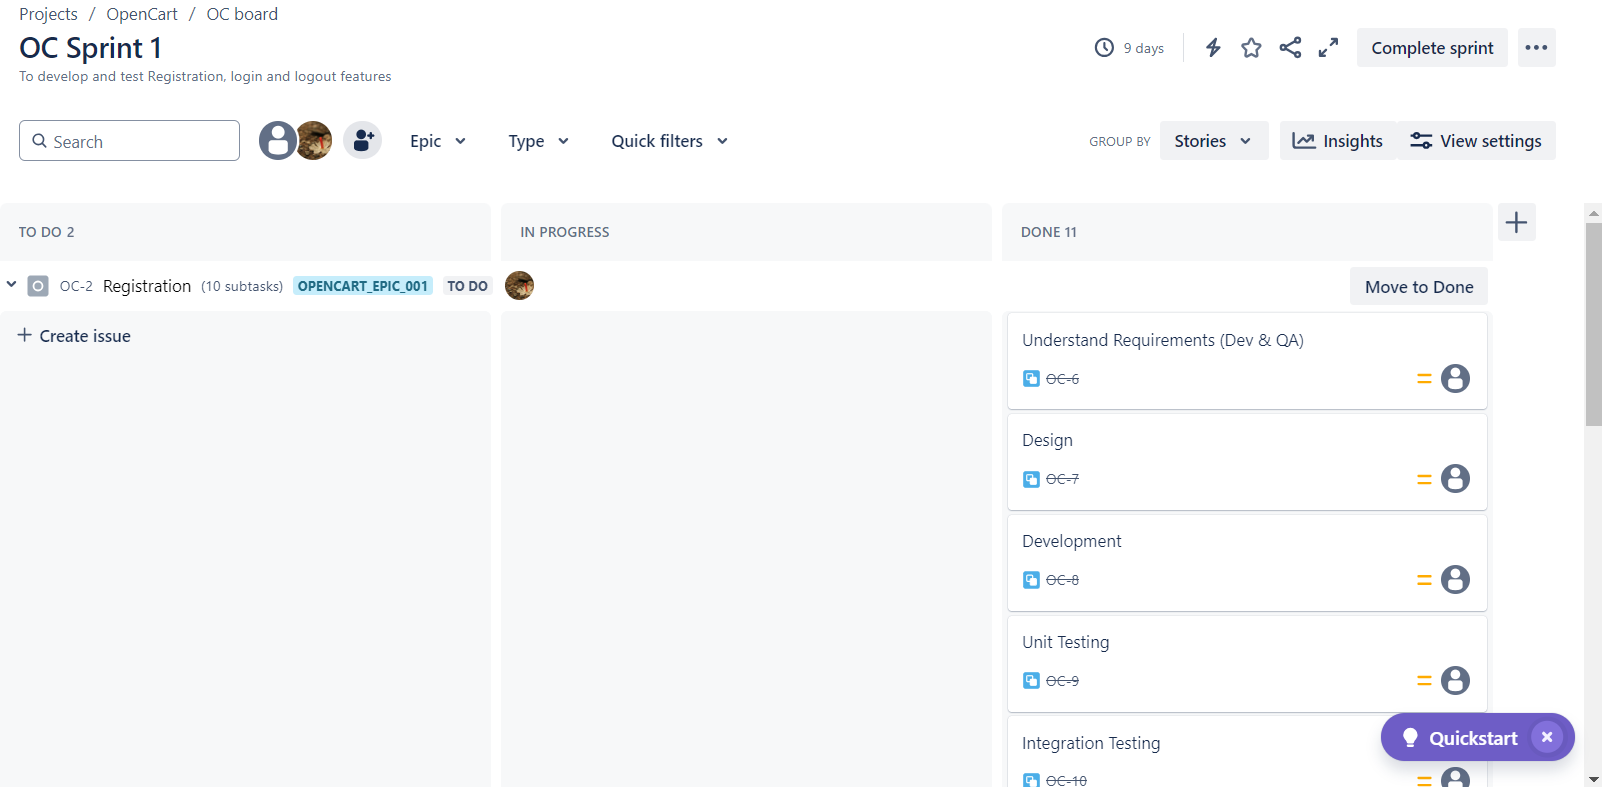 Projects / OpenCart / OC board
OC Sprint 1
9 days
Complete sprint
To develop and test Registration, login and logout features
Search
Epic
Type
Quick filters
GROUP BY
Stories
Insights
View settings
TO DO 2
IN PROGRESS
DONE 11
OC-2 Registration (10 subtasks) OPENCART_EPIC_001 TO DO
Move to Done
Create issue
Understand Requirements (Dev & QA)
OC-6
Design
OC-7
Development
OC-8
Unit Testing
OC-9
Integration Testing
OC-10
Quickstart